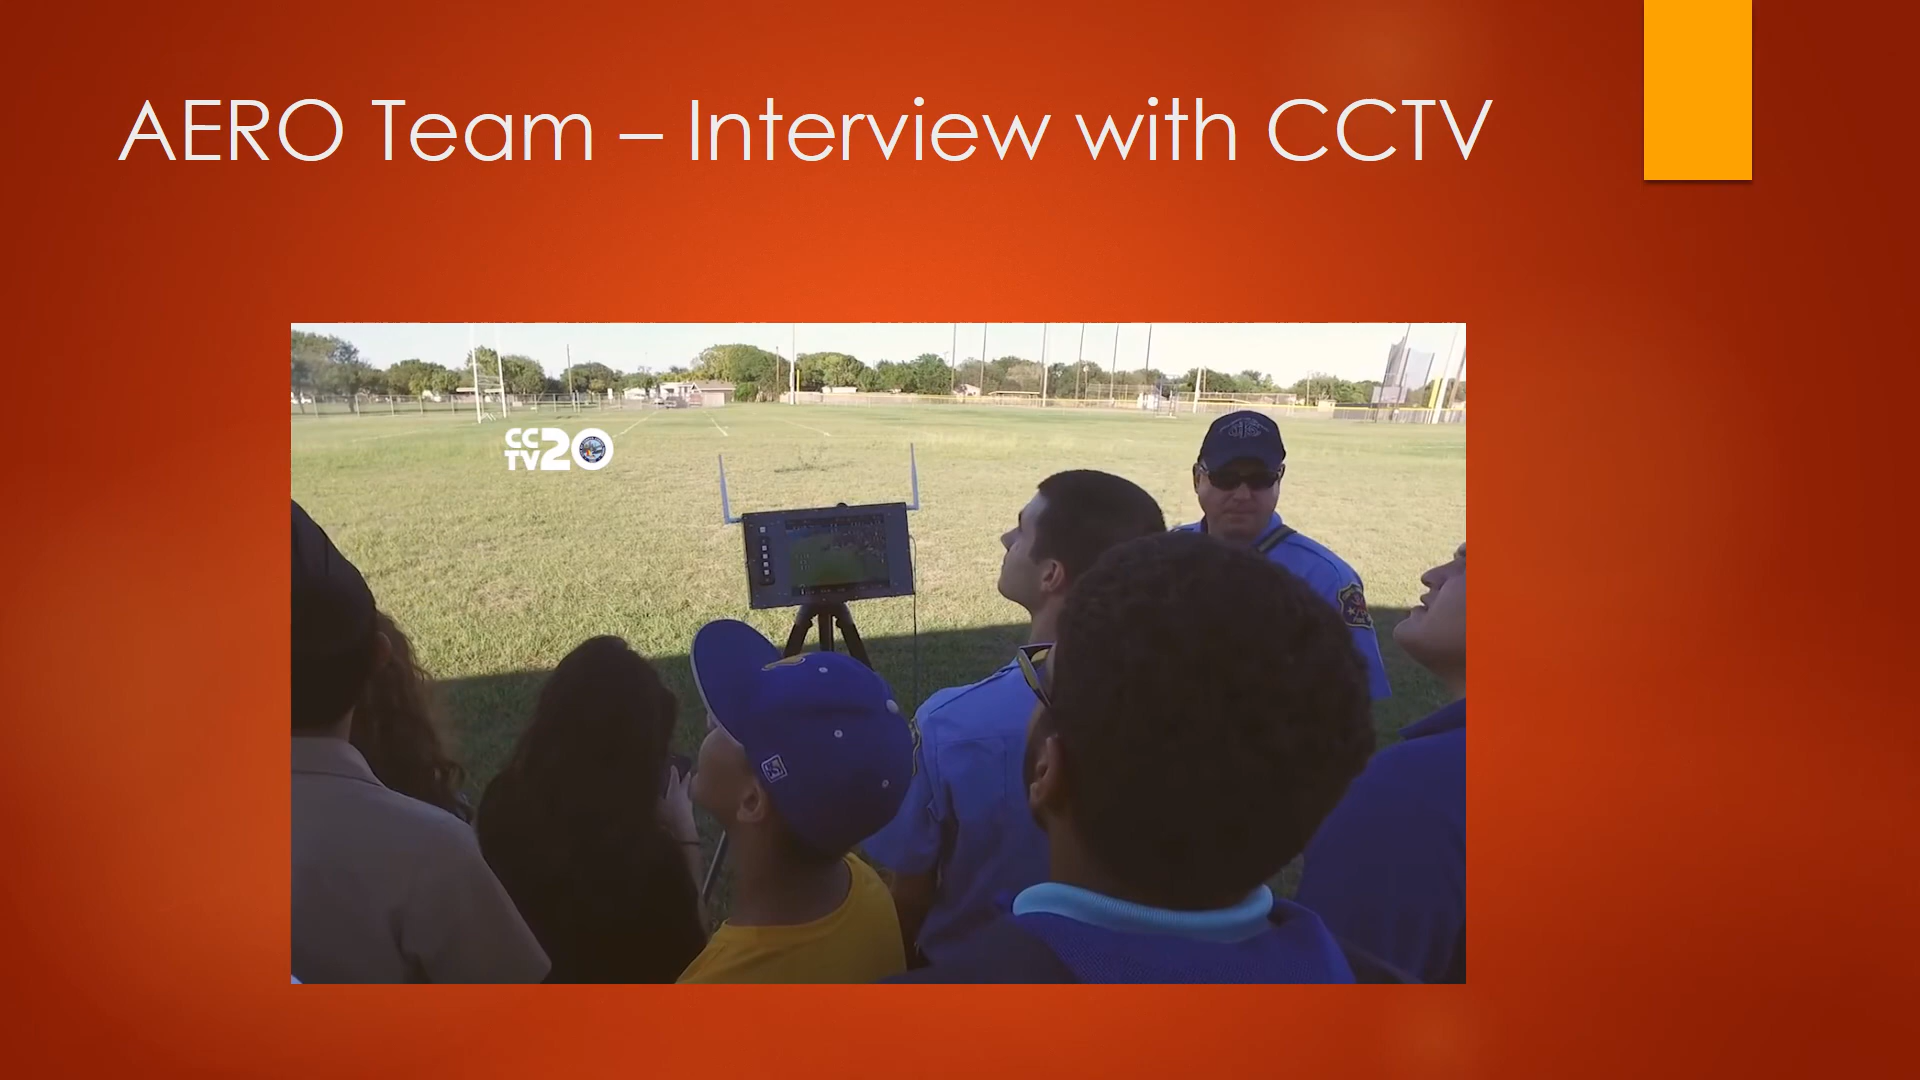 AERO Team – Interview with CCTV
CC
TV20